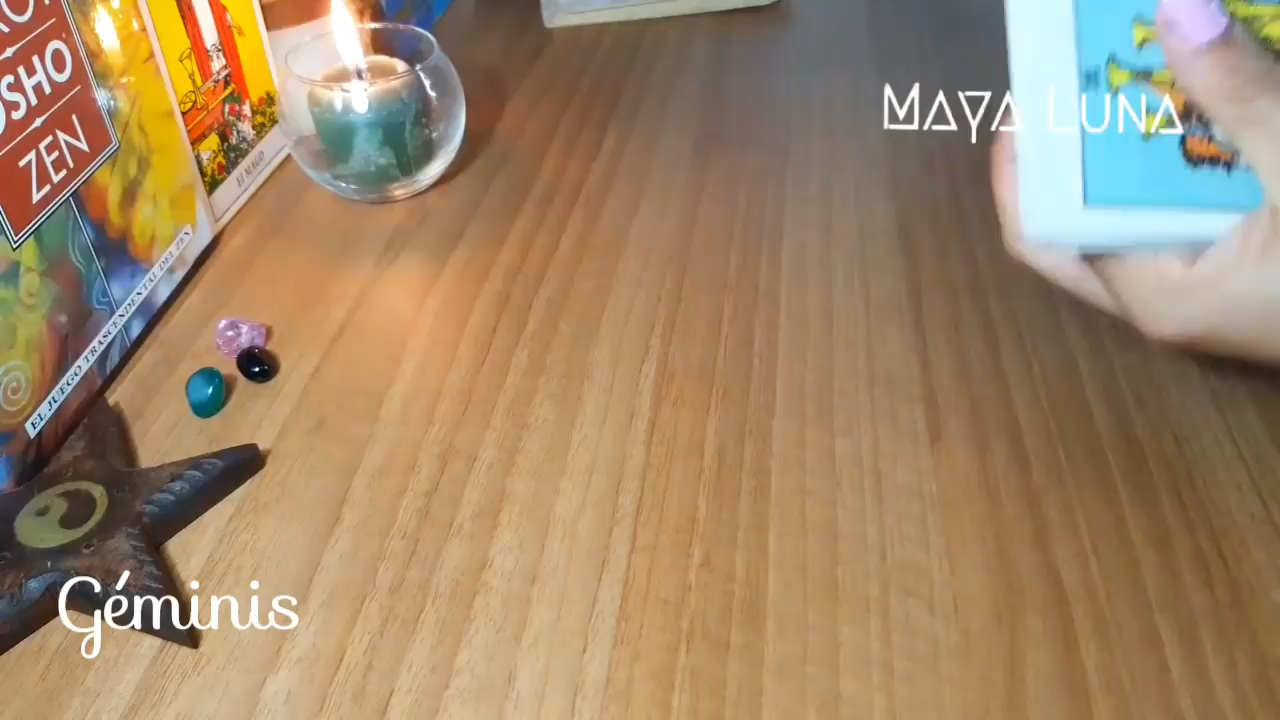 OSHO
ZEN
EL JUEGO TRASCENDENTAL DEL ZEN
EL MAGO
MAYA LUNA
Géminis